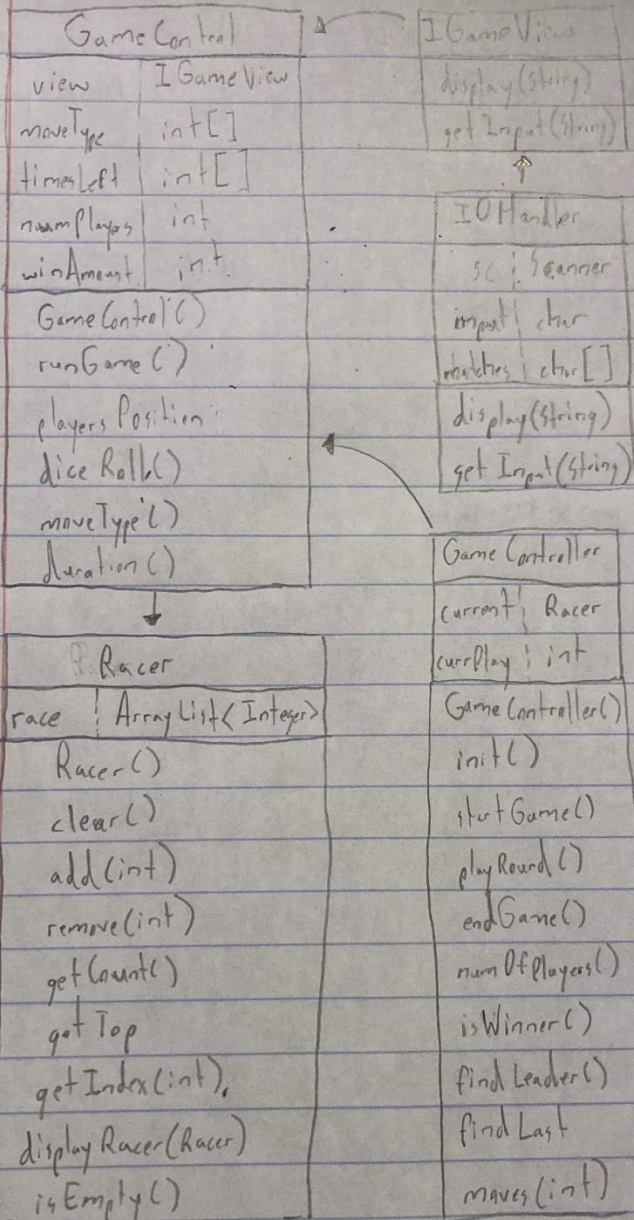 GameControl
view IGameView
moveType int[]
timesLeft int[]
numPlayers int
winAmount int
GameControl()
runGame()
playersPosition
diceRoll()
moveType()
duration()
Racer
race ArrayList<Integer>
Racer()
clear()
add(int)
remove(int)
getCount()
getTop
getIndex(int)
displayRacer(Racer)
isEmpty()
IGameView
display(String)
getInput(String)
IOHandler
sc Scanner
input char
matches char[]
display(String)
getInput(String)
GameController
current Racer
currPlay int
GameController()
init()
startGame()
playRound()
endGame()
numOfPlayers()
isWinner()
findLeader()
findLast
moves(int)